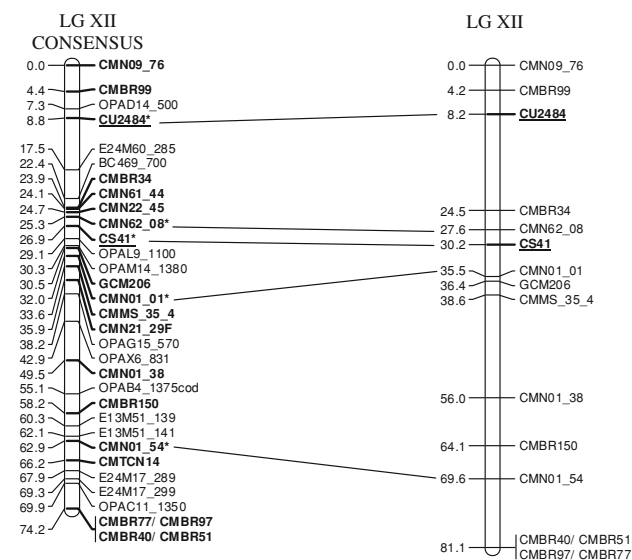 LG XII
CONSENSUS
0.0 CMN09_76
4.4 CMBR99
7.3 OPAD14_500
8.8 CU2484*
17.5 E24M60_285
22.4 BC469_700
23.9 CMBR34
24.1 CMN61_44
24.7 CMN22_45
25.3 CMN62_08*
26.9 CS41*
29.1 OPAL9_1100
30.3 OPAM14_1380
30.5 GCM206
32.0 CMN01_01*
33.6 CMMS_35_4
35.9 CMN21_29F
38.2 OPAG15_570
42.9 OPAX6_831
49.5 CMN01_38
55.1 OPAB4_1375cod
58.2 CMBR150
60.3 E13M51_139
62.1 E13M51_141
62.9 CMN01_54*
66.2 CMTCN14
67.9 E24M17_289
69.3 E24M17_299
69.9 OPAC11_1350
74.2 CMBR77/ CMBR97
CMBR40/ CMBR51
LG XII
0.0 CMN09_76
4.2 CMBR99
8.2 CU2484
24.5 CMBR34
27.6 CMN62_08
30.2 CS41
35.5 CMN01_01
36.4 GCM206
38.6 CMMS_35_4
56.0 CMN01_38
64.1 CMBR150
69.6 CMN01_54
81.1 CMBR40/ CMBR51
CMBR97/ CMBR77